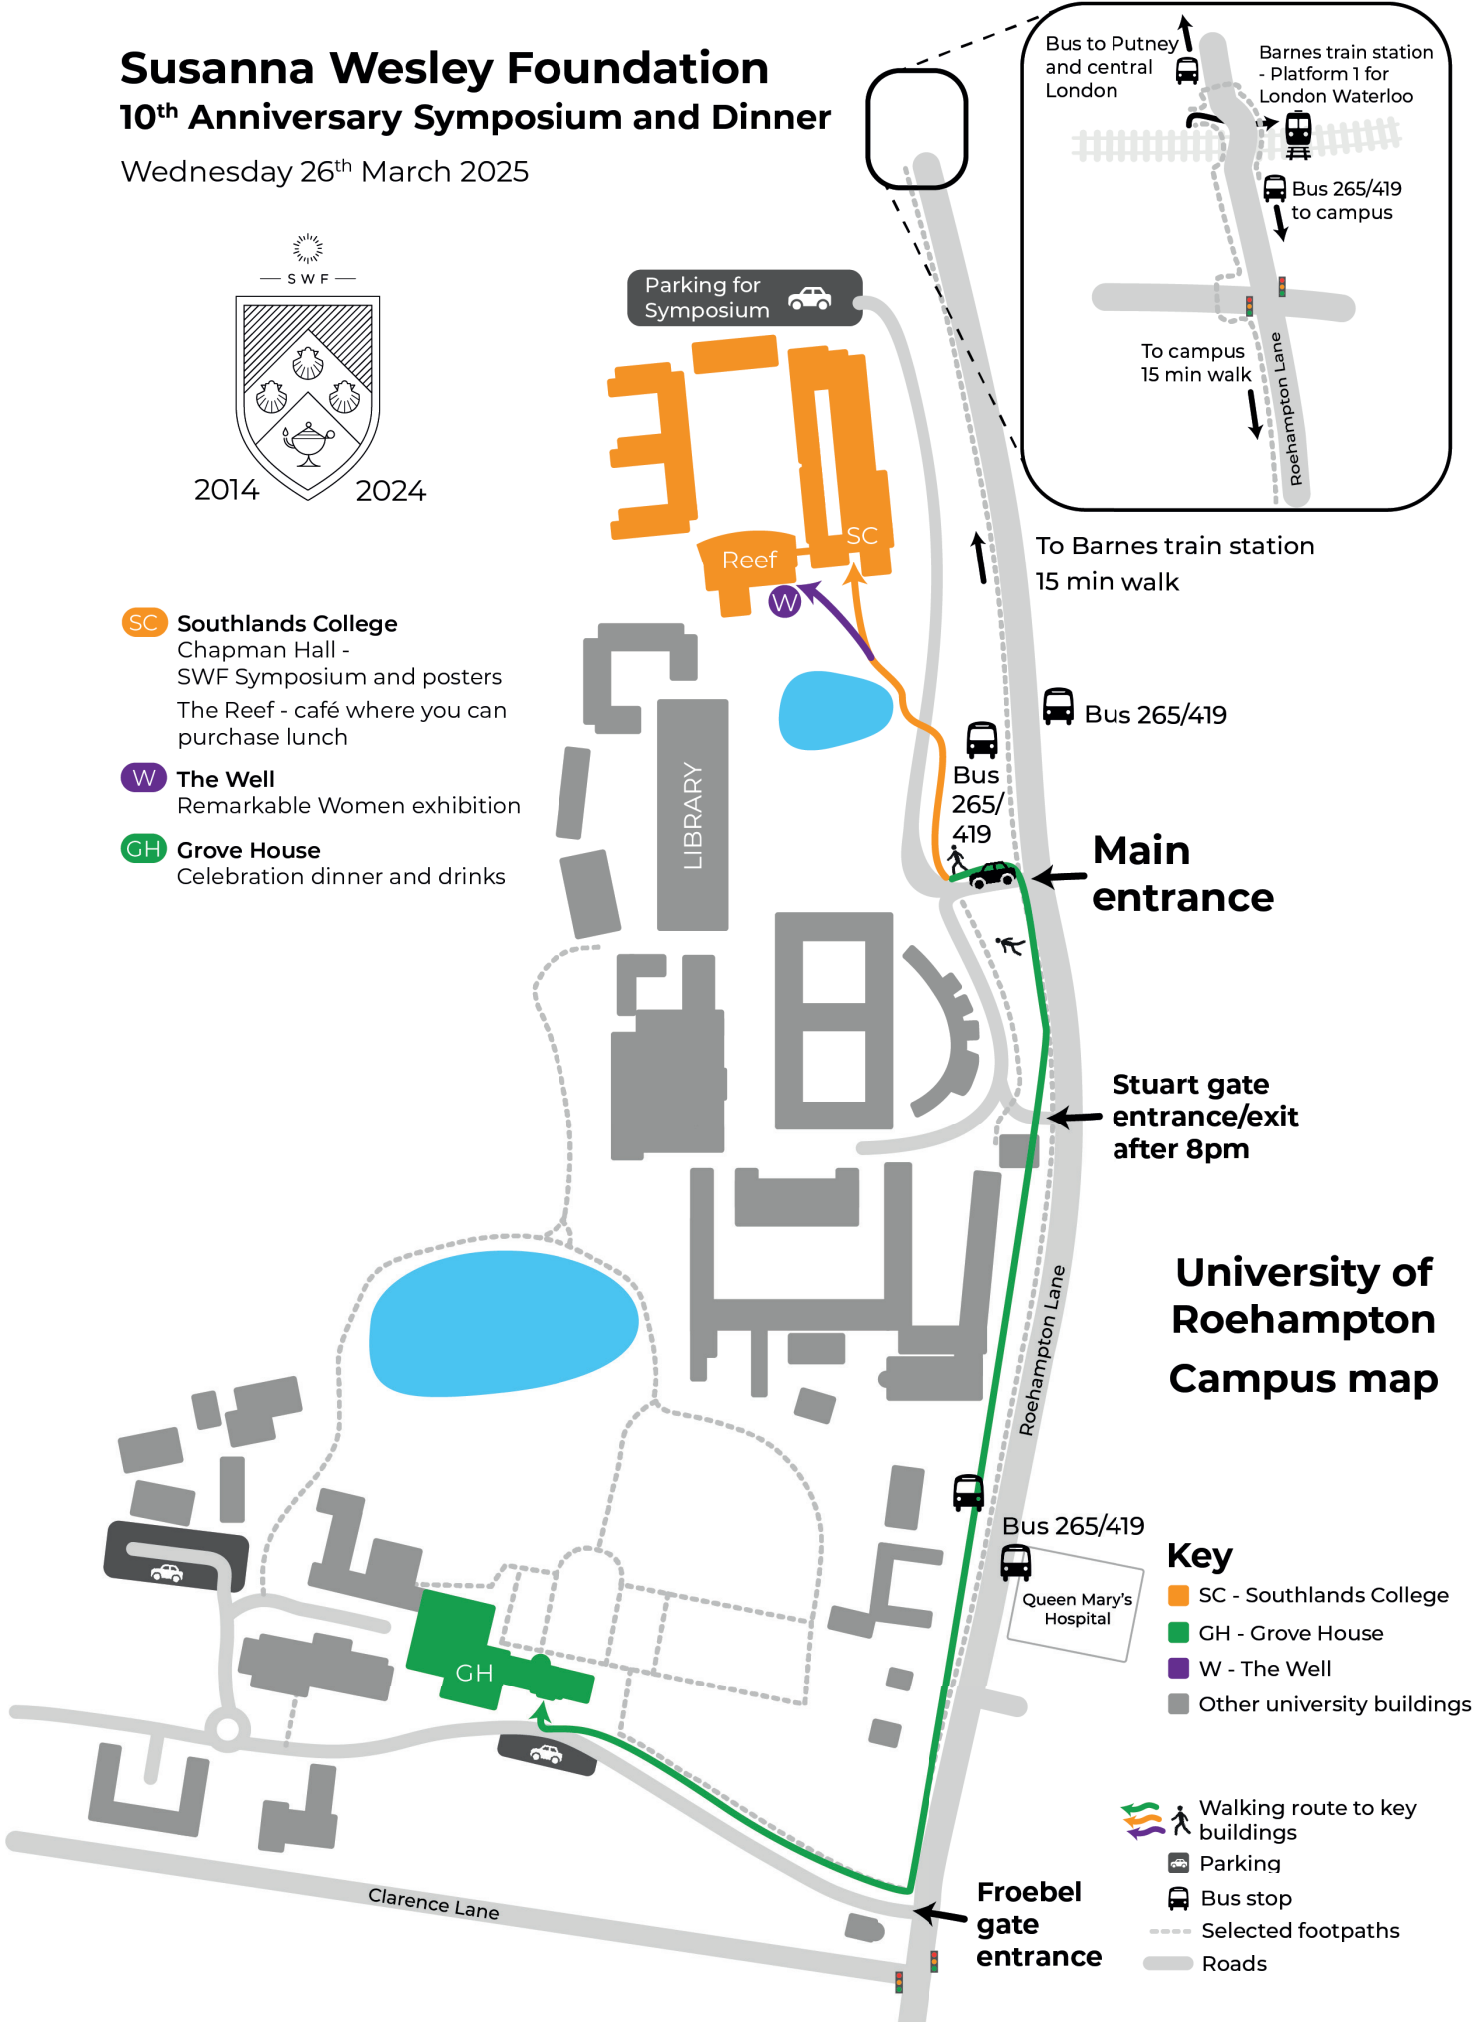 Susanna Wesley Foundation
10th Anniversary Symposium and Dinner
Wednesday 26th March 2025
SWF
2014
2024
Bus to Putney
and central
London
Barnes train station
- Platform 1 for
London Waterloo
Bus 265/419
to campus
To campus
15 min walk
Roehampton Lane
Parking for
Symposium
SC
Reef
W
To Barnes train station
15 min walk
SC
Southlands College
Chapman Hall -
SWF Symposium and posters
The Reef - café where you can
purchase lunch
W
The Well
Remarkable Women exhibition
GH
Grove House
Celebration dinner and drinks
LIBRARY
Bus 265/419
Bus
265/
419
Main
entrance
Stuart gate
entrance/exit
after 8pm
Roehampton Lane
University of
Roehampton
Campus map
Bus 265/419
Queen Mary's
Hospital
GH
Key
SC - Southlands College
GH - Grove House
W - The Well
Other university buildings
Walking route to key
buildings
Parking
Bus stop
Selected footpaths
Roads
Froebel
gate
entrance
Clarence Lane